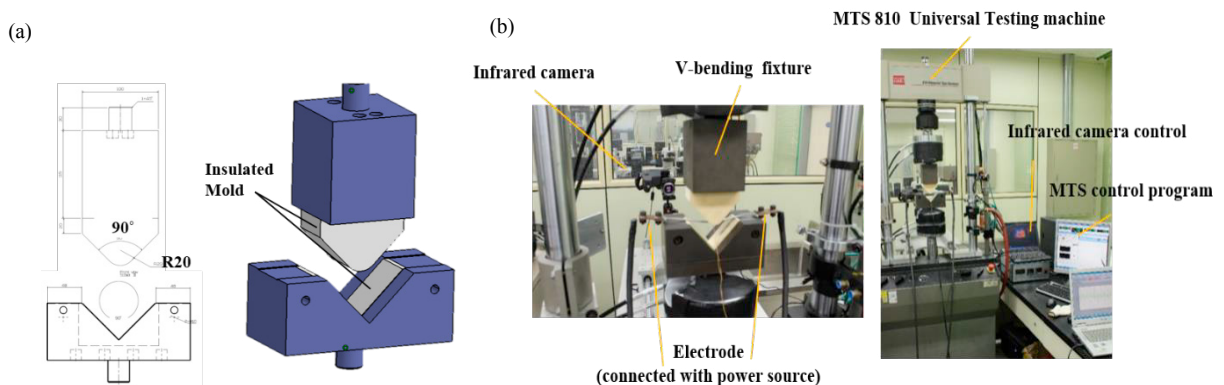 (a)
90°
R20
Insulated
Mold
(b)
Infrared camera
V-bending fixture
Electrode
(connected with power source)
MTS 810 Universal Testing machine
Infrared camera control
MTS control program